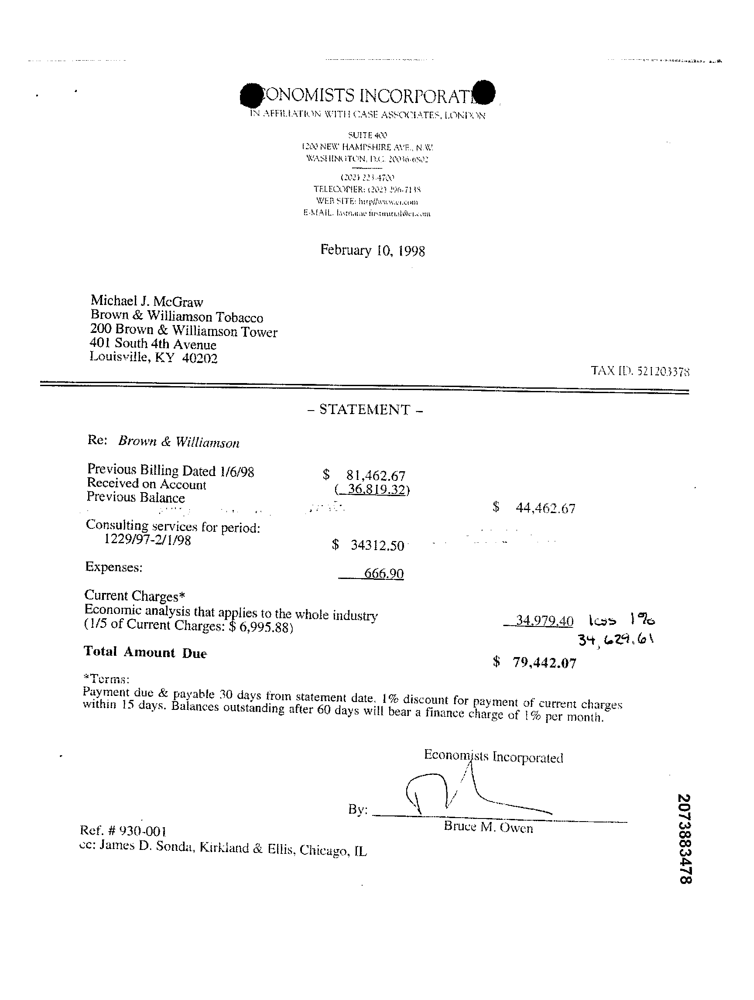 ECONOMISTS INCORPORATED
IN AFFILIATION WITH CASE ASSOCIATES, LONDON
SUITE 400
1200 NEW HAMPSHIRE AVE., N.W.
WASHINGTON, D.C. 20036-6802
(202) 223-4700
TELECOPIER: (202) 296-7138
WEB SITE: http//www.ei.com
E-MAIL:
February 10, 1998
Michael J. McGraw
Brown & Williamson Tobacco
200 Brown & Williamson Tower
401 South 4th Avenue
Louisville, KY 40202
TAX ID. 521203378
– STATEMENT –
Re: Brown & Williamson
Previous Billing Dated 1/6/98 $ 81,462.67
Received on Account ( 36,819.32)
Previous Balance $ 44,462.67
Consulting services for period:
1229/97-2/1/98 $ 34312.50
Expenses: 666.90
Current Charges*
Economic analysis that applies to the whole industry
(1/5 of Current Charges: $ 6,995.88) 34,979.40 less 1%
34,629.61
Total Amount Due $ 79,442.07
*Terms:
Payment due & payable 30 days from statement date. 1% discount for payment of current charges
within 15 days. Balances outstanding after 60 days will bear a finance charge of 1% per month.
Economists Incorporated
By:
Bruce M. Owen
Ref. # 930-001
cc: James D. Sonda, Kirkland & Ellis, Chicago, IL
2073883478